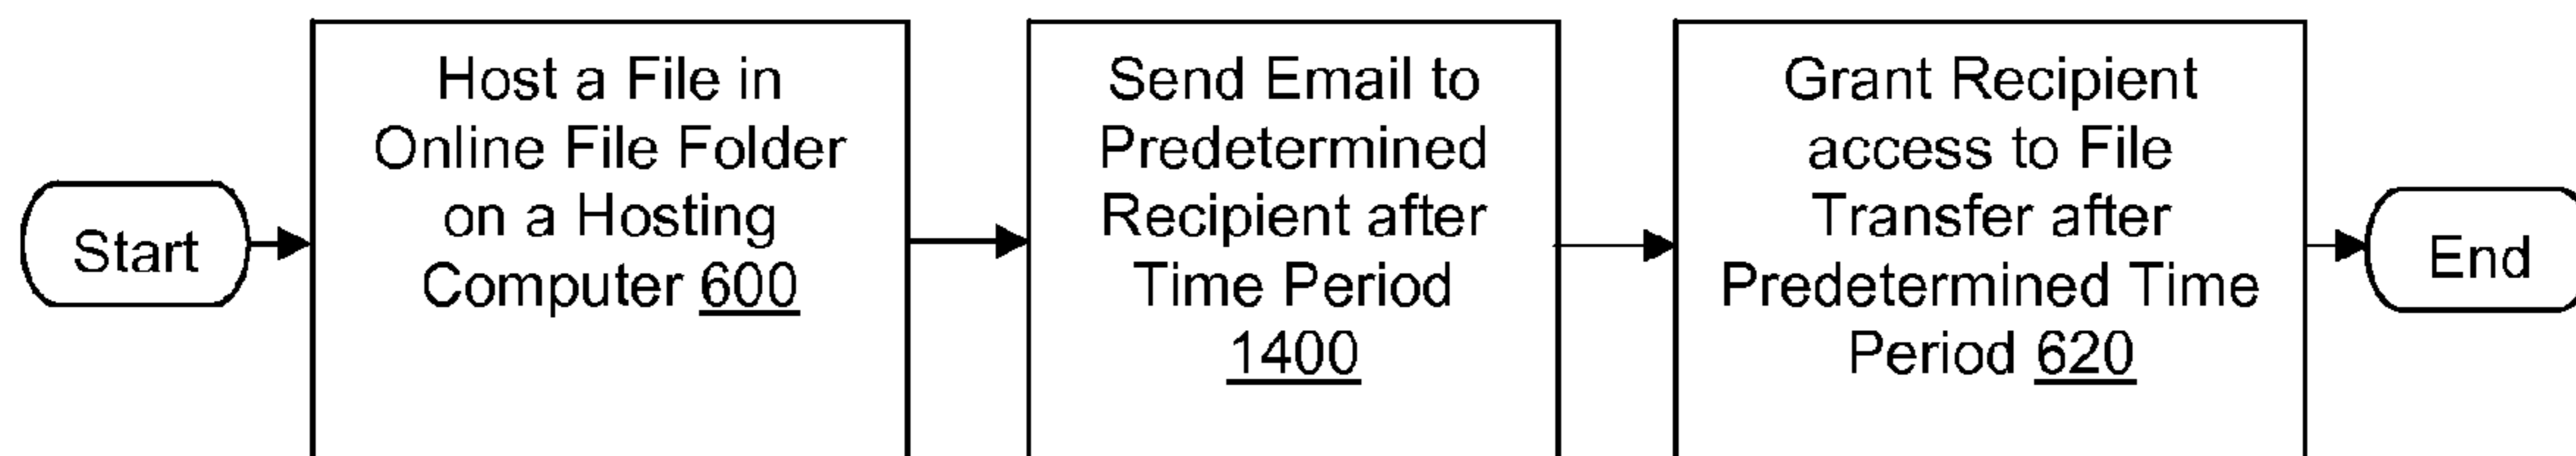 Start
Host a File in
Online File Folder
on a Hosting
Computer 600
Send Email to
Predetermined
Recipient after
Time Period
1400
Grant Recipient
access to File
Transfer after
Predetermined Time
Period 620
End